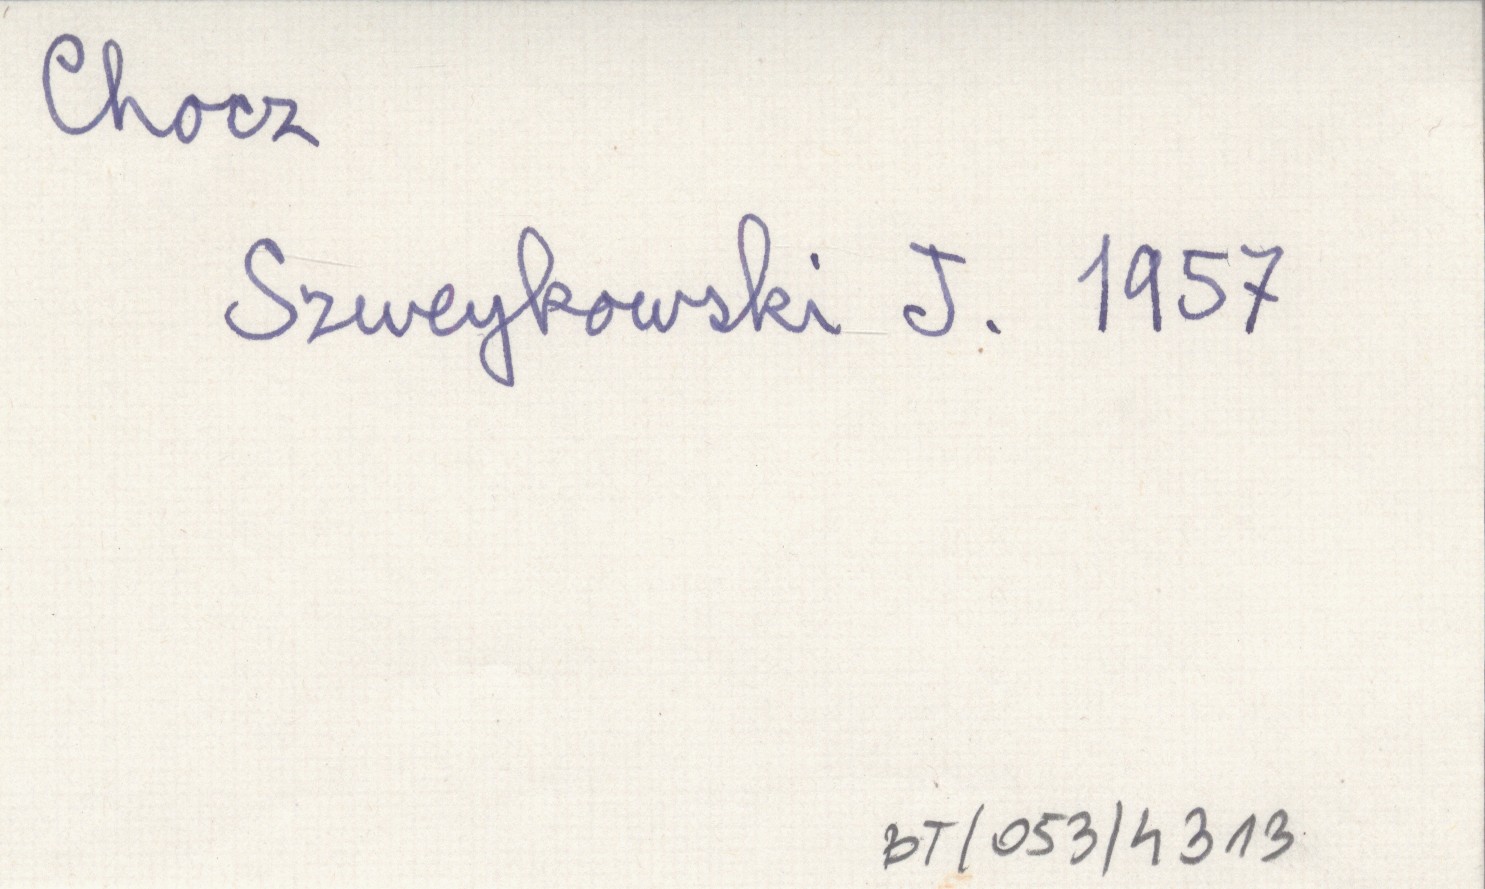 Chocz
Szweykowski J. 1957
BT/053/4313